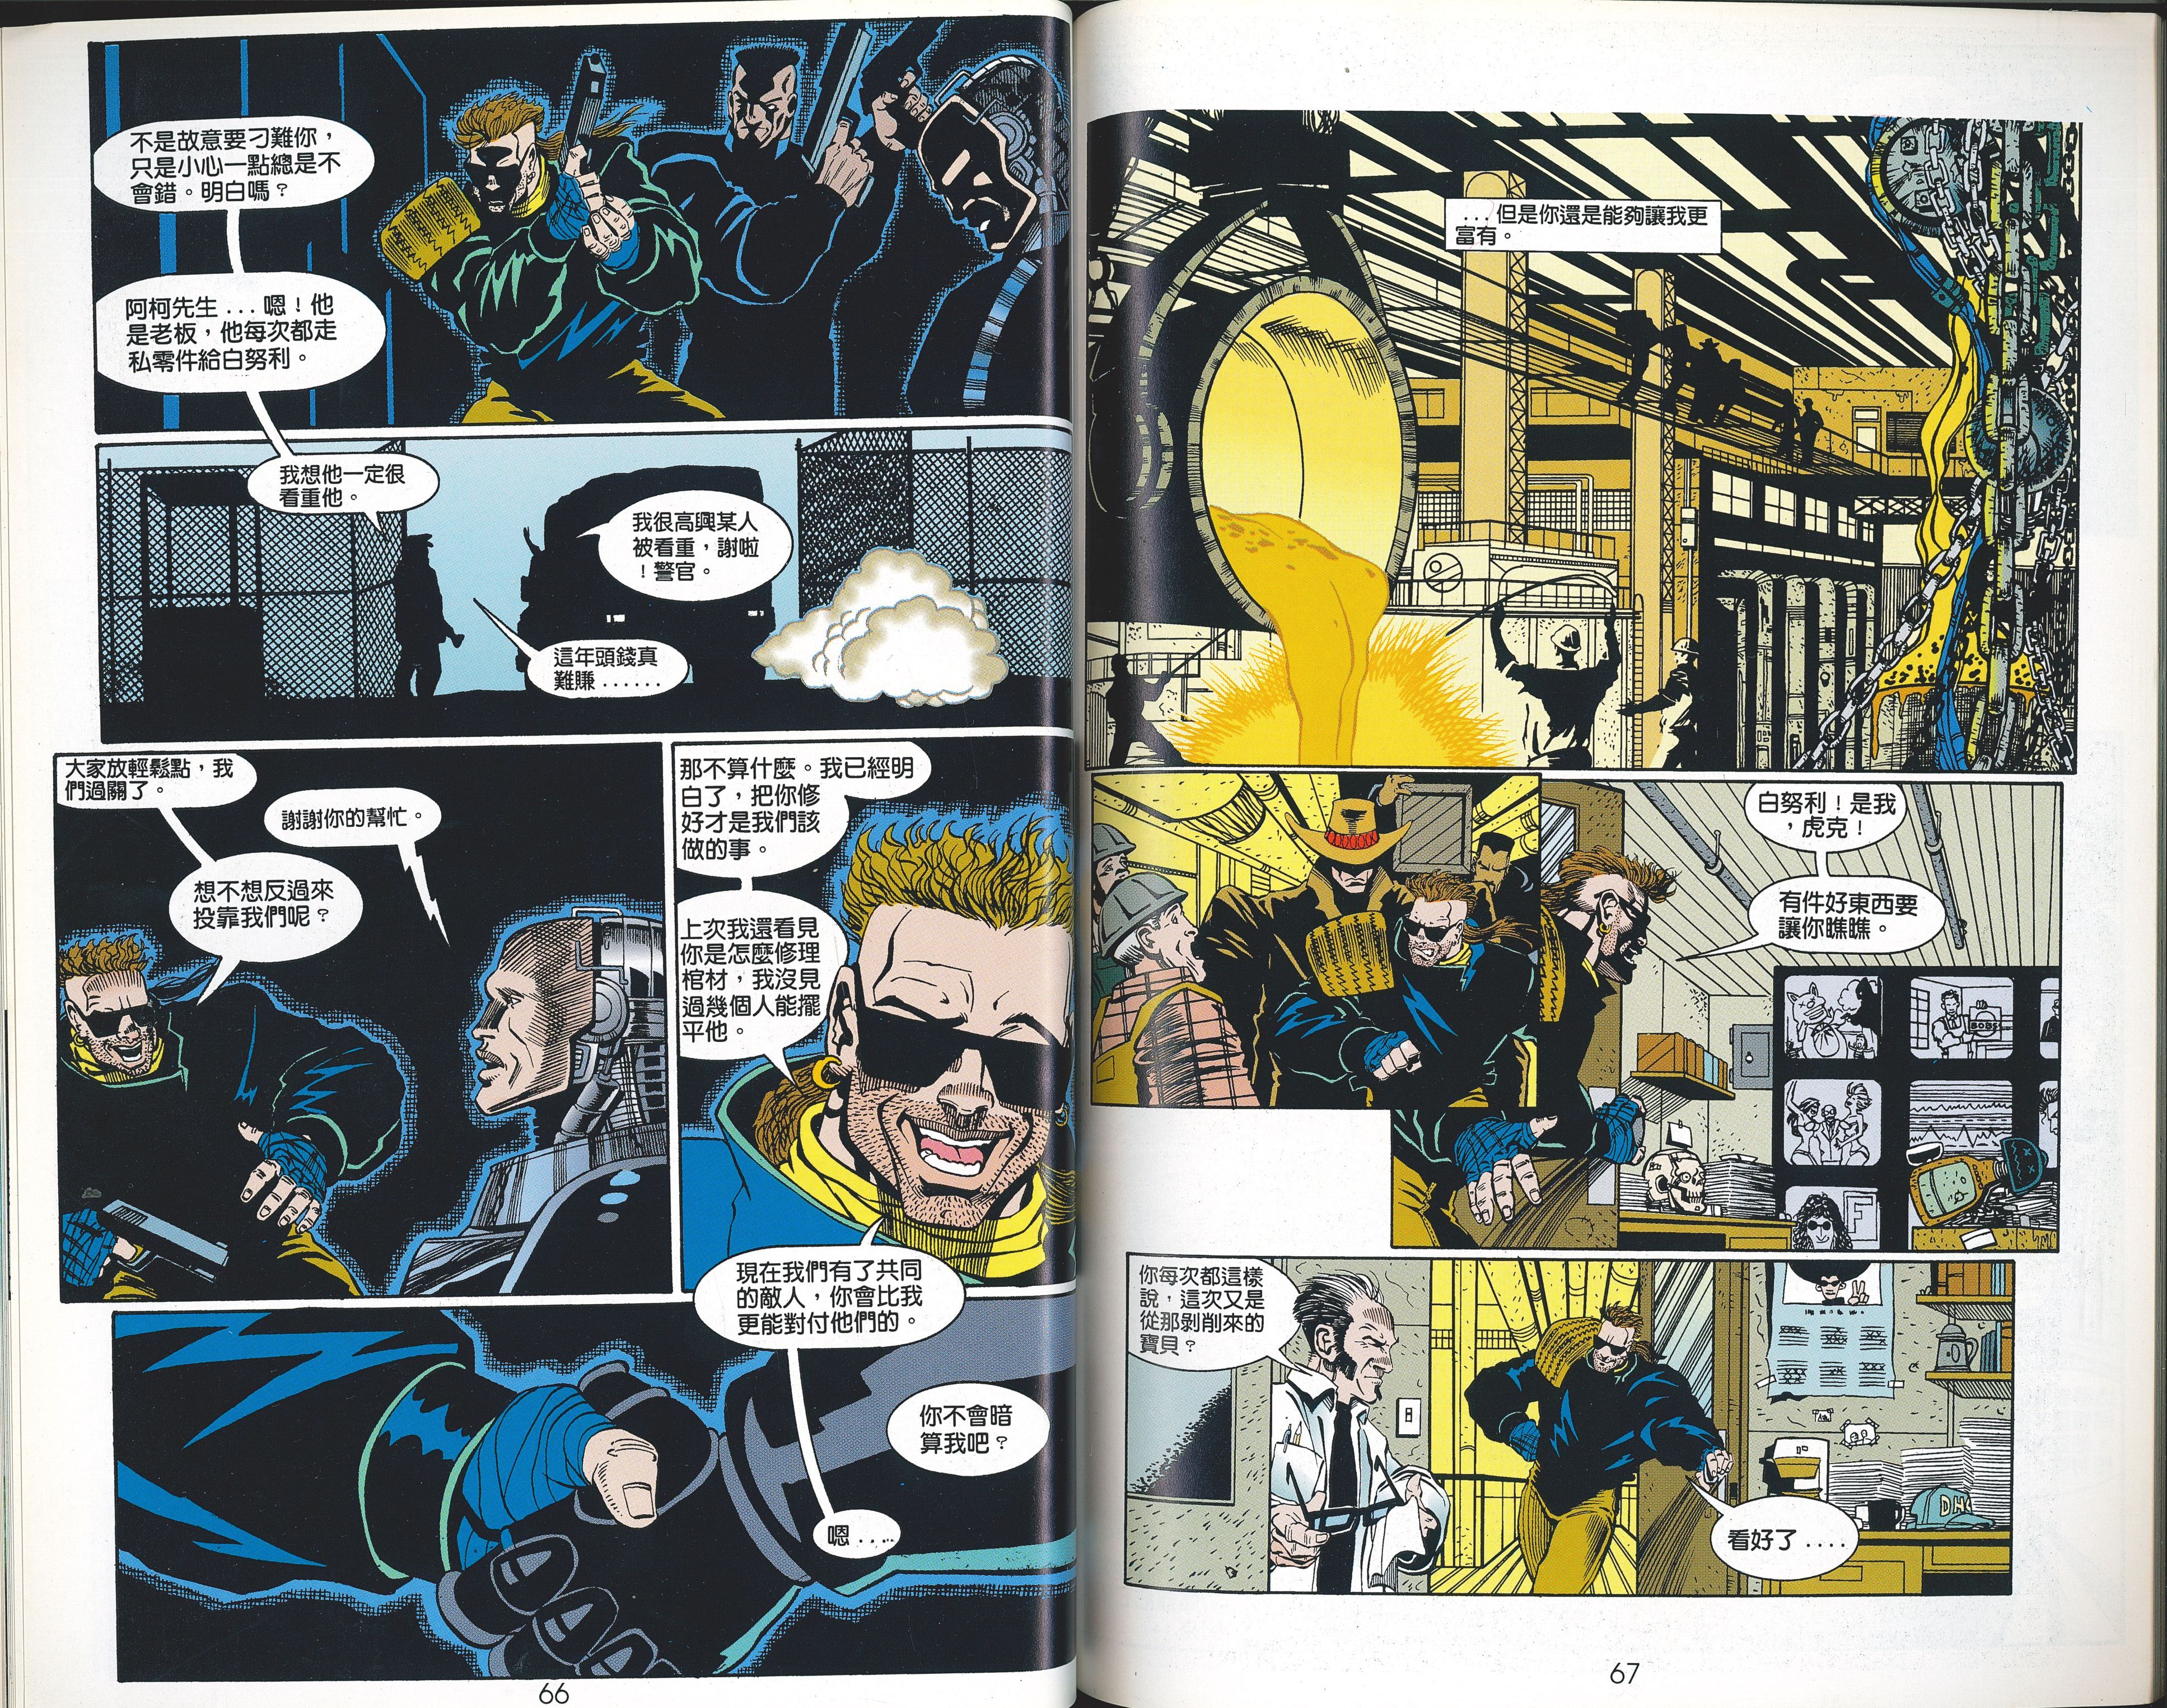 不是故意要刁難你，
只是小心一點總是不
會錯。明白嗎？
阿柯先生...嗯！他
是老板，他每次都走
私零件給白努利。
我想他一定很
看重他。
我很高興某人
被看重，謝啦
！警官。
這年頭錢真
難賺......
大家放輕鬆點，我
們過關了。
謝謝你的幫忙。
想不想反過來
投靠我們呢？
那不算什麼。我已經明
白了，把你修
好才是我們該
做的事。
上次我還看見
你是怎麼修理
棺材，我沒見
過幾個人能擺
平他。
現在我們有了共同
的敵人，你會比我
更能對付他們的。
你不會暗
算我吧？
嗯....
66
...但是你還是能夠讓我更
富有。
白努利！是我
，虎克！
有件好東西要
讓你瞧瞧。
你每次都這樣
說，這次又是
從那剝削來的
寶貝？
看好了....
67